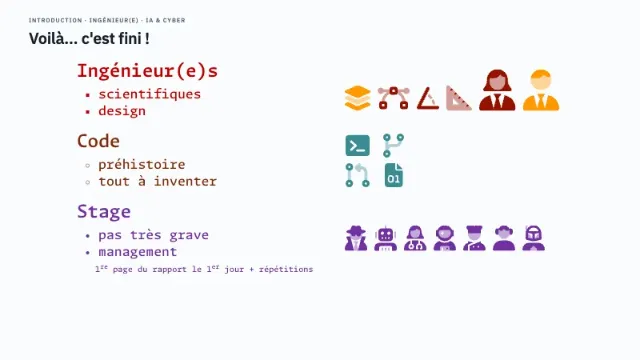 INTRODUCTION - INGÉNIEUR(E) - IA & CYBER
Voilà... c'est fini !
Ingénieur(e)s
scientifiques
design
Code
préhistoire
tout à inventer
01
Stage
pas très grave
management
1re page du rapport le 1er jour + répétitions